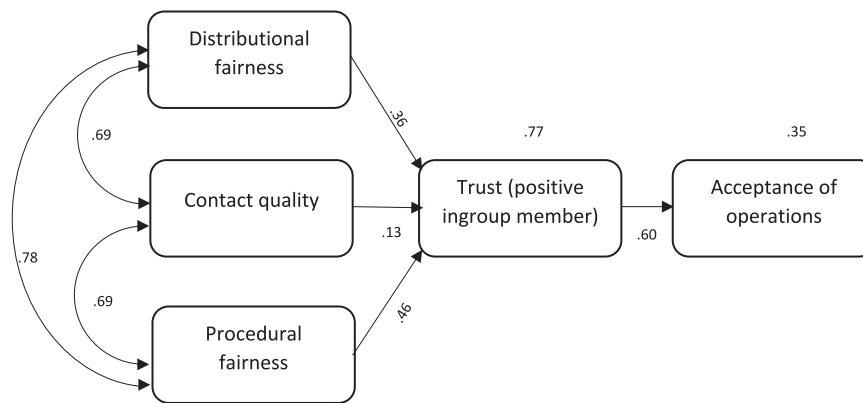 Distributional
fairness
.69
.36
.77
.35
Contact quality
Trust (positive
ingroup member)
Acceptance of
operations
.13
.60
.78
.69
.46
Procedural
fairness